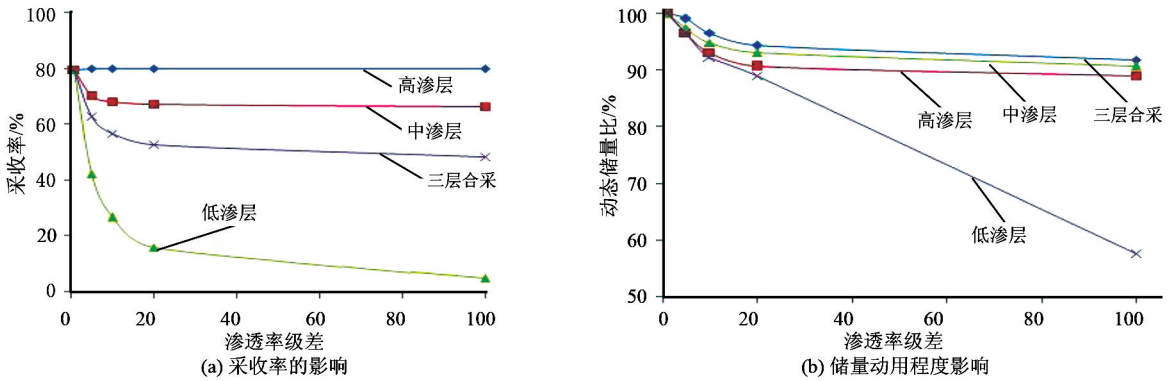 100
80
60
40
20
0
采收率/%
高渗层
中渗层
三层合采
低渗层
0 20 40 60 80 100
渗透率级差
(a) 采收率的影响
100
90
80
70
60
50
动态储量比/%
高渗层
中渗层
三层合采
低渗层
0 20 40 60 80 100
渗透率级差
(b) 储量动用程度影响